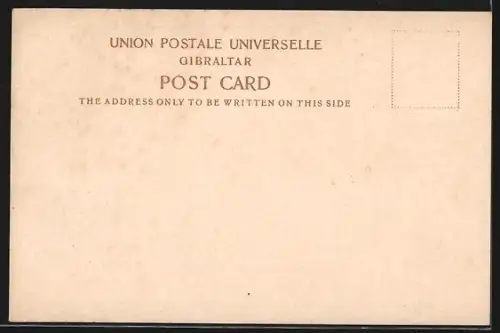 UNION POSTALE UNIVERSELLE
GIBRALTAR
POST CARD
THE ADDRESS ONLY TO BE WRITTEN ON THIS SIDE